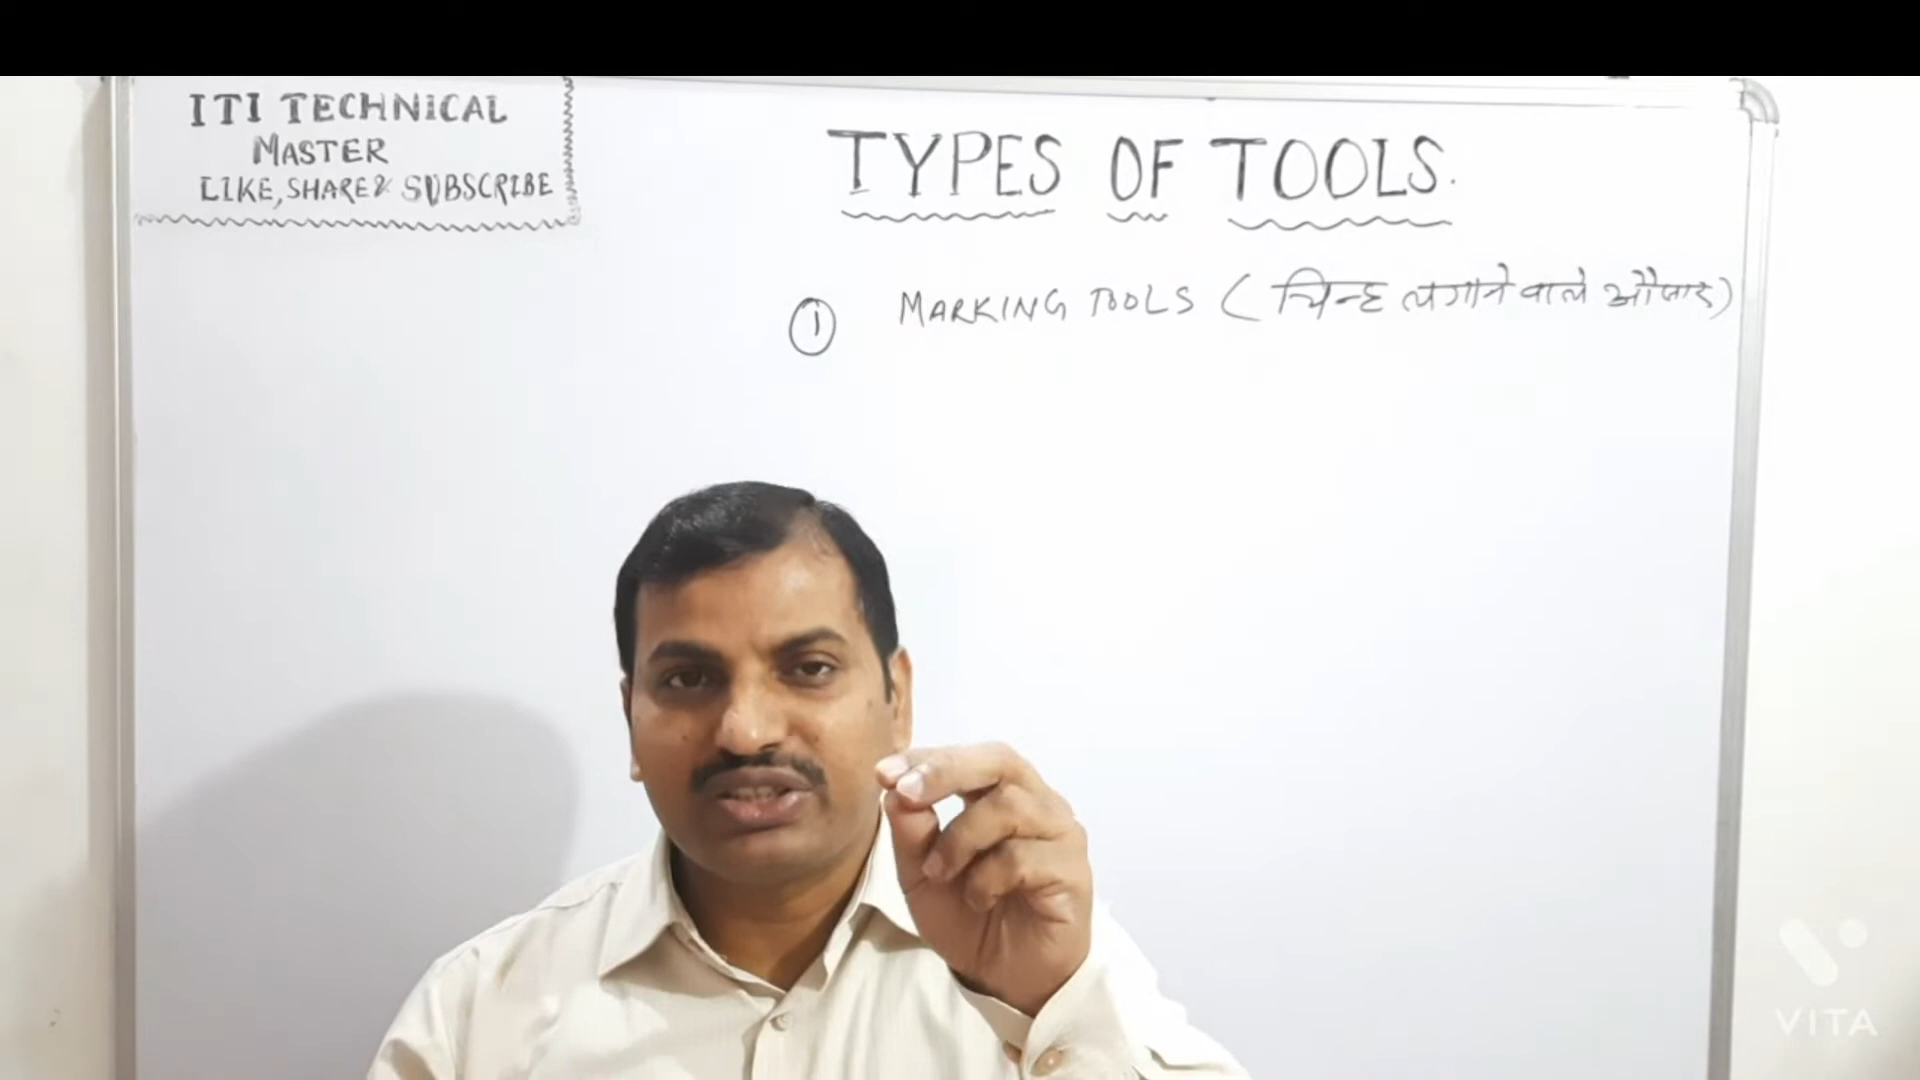 ITI TECHNICAL
MASTER
LIKE, SHARE & SUBSCRIBE
TYPES OF TOOLS.
① MARKING TOOLS (चिन्ह लगाने वाले औजार)
VITA